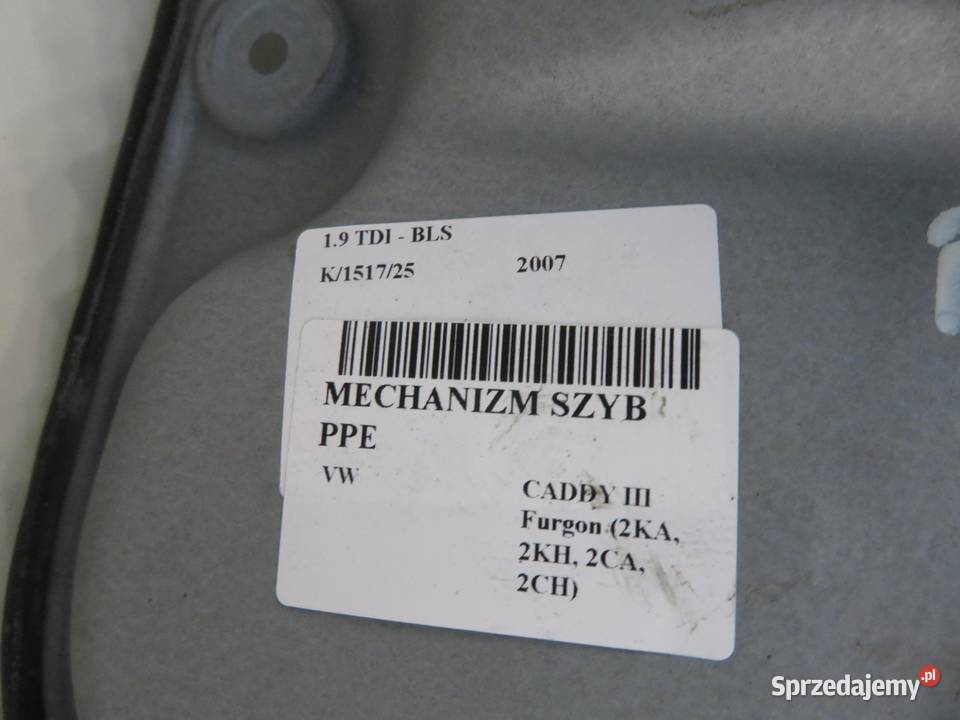 1.9 TDI - BLS
K/1517/25 2007
MECHANIZM SZYB
PPE
VW
CADDY III
Furgon (2KA,
2KH, 2CA,
2CH)
Sprzedajemy.pl